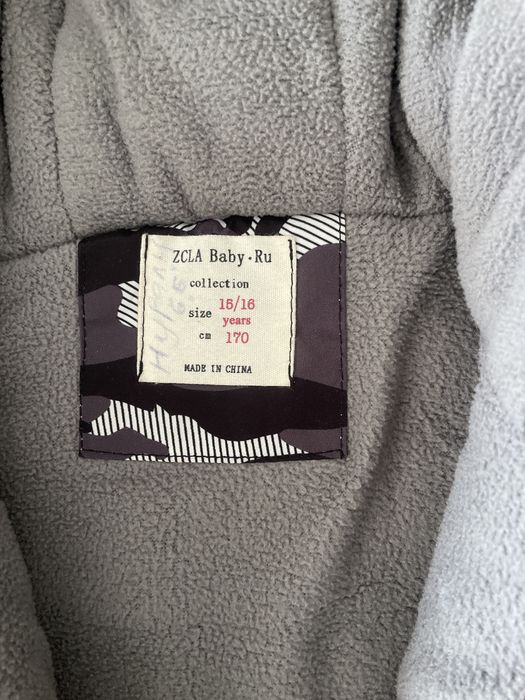 ZCLA Baby·Ru
collection
size 15/16
years
cm 170
MADE IN CHINA